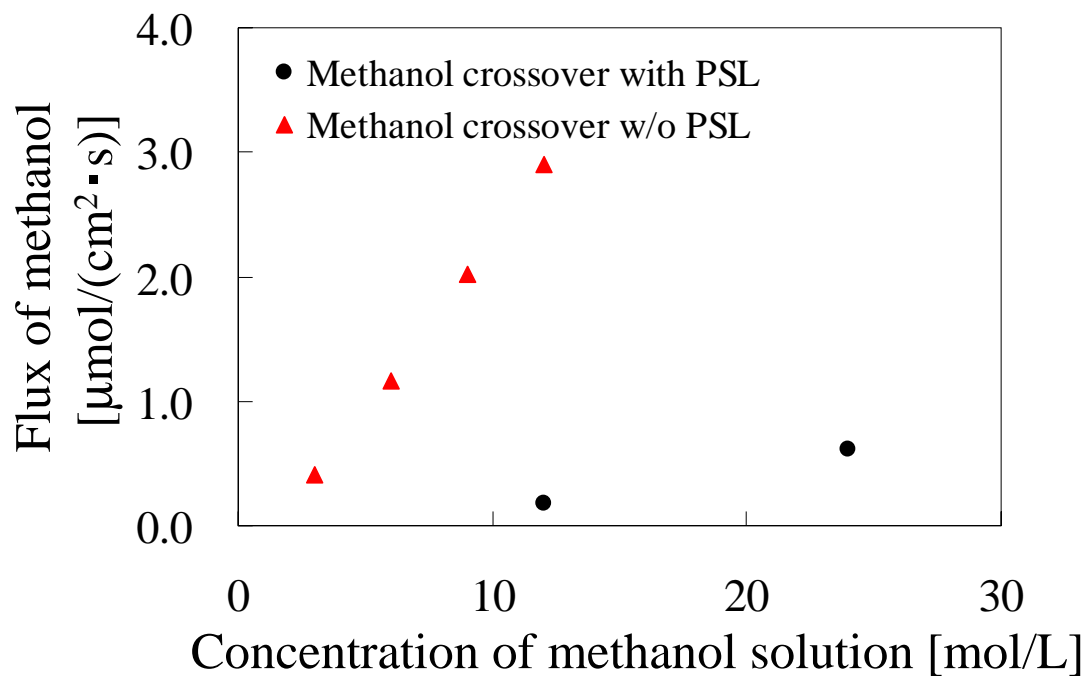 4.0
Methanol crossover with PSL
Methanol crossover w/o PSL
3.0
2.0
1.0
0.0
Flux of methanol
[μmol/(cm²・s)]
0 10 20 30
Concentration of methanol solution [mol/L]